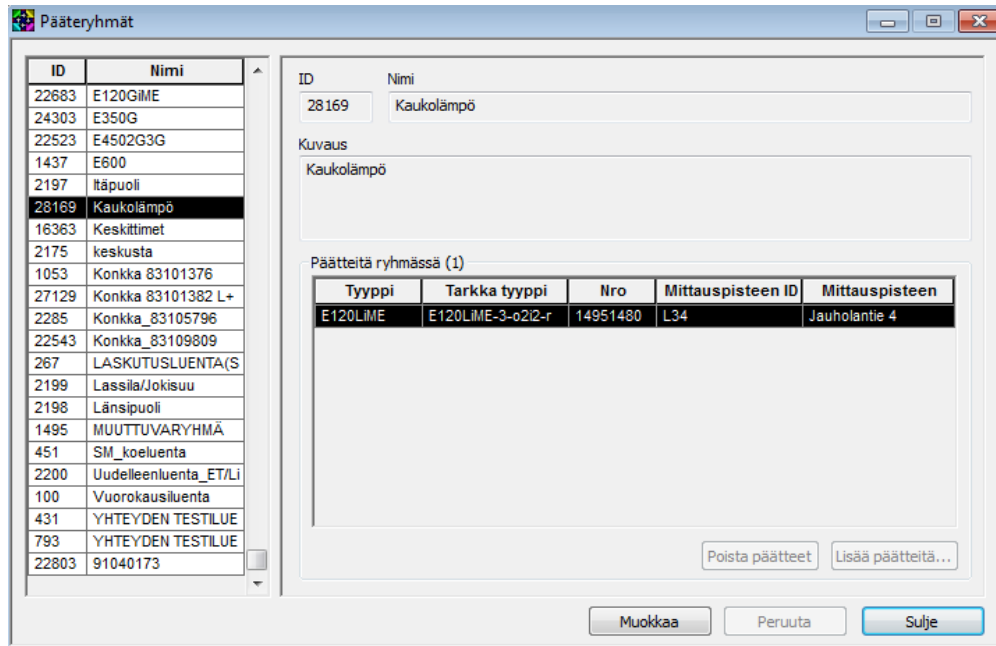 Pääteryhmät
ID Nimi
22683 E120GiME
24303 E350G
22523 E4502G3G
1437 E600
2197 Itäpuoli
28169 Kaukolämpö
16363 Keskittimet
2175 keskusta
1053 Konkka 83101376
27129 Konkka 83101382 L+
2285 Konkka_83105796
22543 Konkka_83109809
267 LASKUTUSLUENTA(S
2199 Lassila/Jokisuu
2198 Länsipuoli
1495 MUUTTUVARYHMÄ
451 SM_koeluenta
2200 Uudelleenluenta_ET/Li
100 Vuorokausiluenta
431 YHTEYDEN TESTILUE
793 YHTEYDEN TESTILUE
22803 91040173
ID Nimi
28169 Kaukolämpö
Kuvaus
Kaukolämpö
Päätteitä ryhmässä (1)
Tyyppi Tarkka tyyppi Nro Mittauspisteen ID Mittauspisteen
E120LiME E120LiME-3-o2i2-r 14951480 L34 Jauholantie 4
Poista päätteet Lisää päätteitä...
Muokkaa Peruuta Sulje